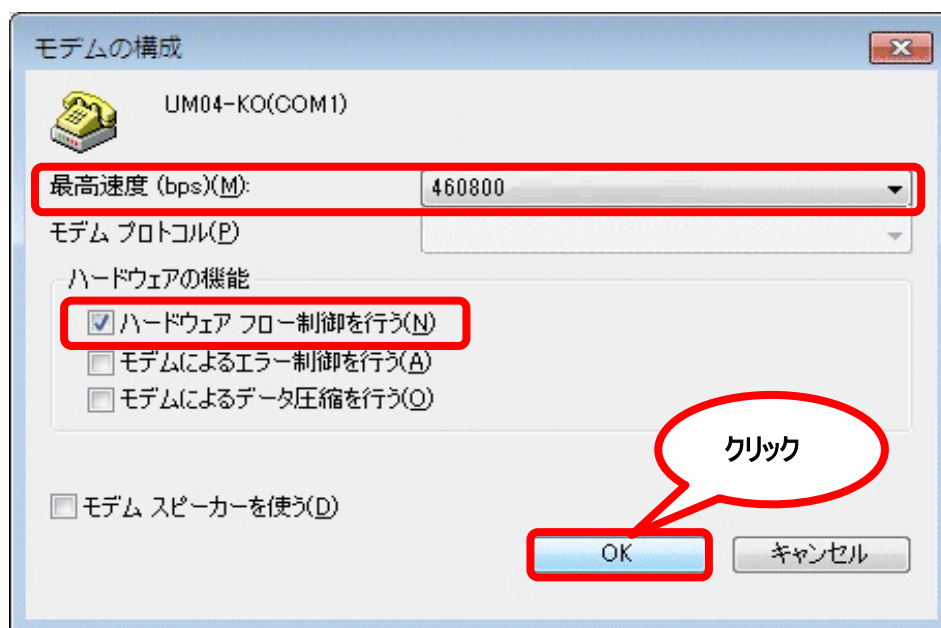 モデムの構成
UM04-KO(COM1)
最高速度 (bps)(M):
460800
モデム プロトコル(P)
ハードウェアの機能
ハードウェア フロー制御を行う(N)
モデムによるエラー制御を行う(A)
モデムによるデータ圧縮を行う(O)
クリック
モデム スピーカーを使う(D)
OK
キャンセル